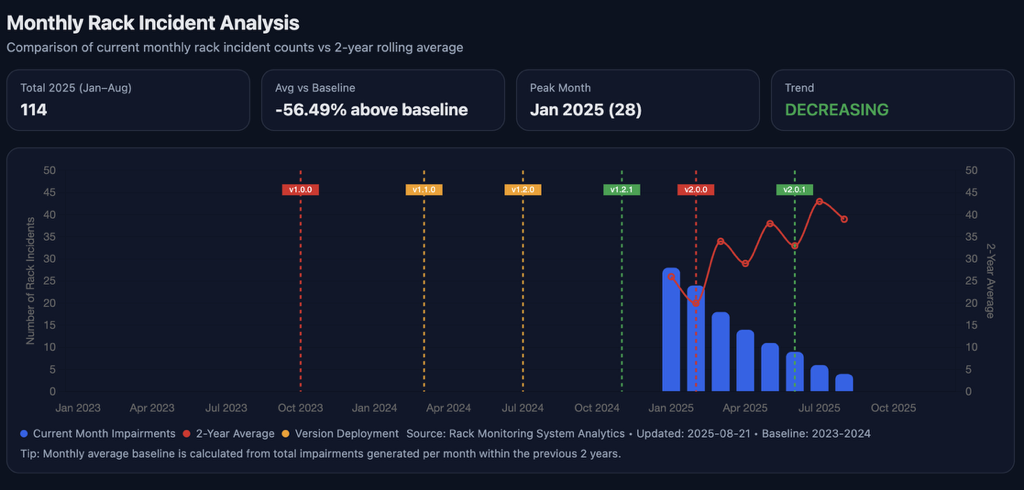 Monthly Rack Incident Analysis
Comparison of current monthly rack incident counts vs 2-year rolling average
Total 2025 (Jan–Aug)
114
Avg vs Baseline
-56.49% above baseline
Peak Month
Jan 2025 (28)
Trend
DECREASING
Number of Rack Incidents
50
45
40
35
30
25
20
15
10
5
0
v1.0.0
v1.1.0
v1.2.0
v1.2.1
v2.0.0
v2.0.1
50
45
40
35
30
25
20
15
10
5
0
2-Year Average
Jan 2023 Apr 2023 Jul 2023 Oct 2023 Jan 2024 Apr 2024 Jul 2024 Oct 2024 Jan 2025 Apr 2025 Jul 2025 Oct 2025
Current Month Impairments 2-Year Average Version Deployment Source: Rack Monitoring System Analytics • Updated: 2025-08-21 • Baseline: 2023-2024
Tip: Monthly average baseline is calculated from total impairments generated per month within the previous 2 years.